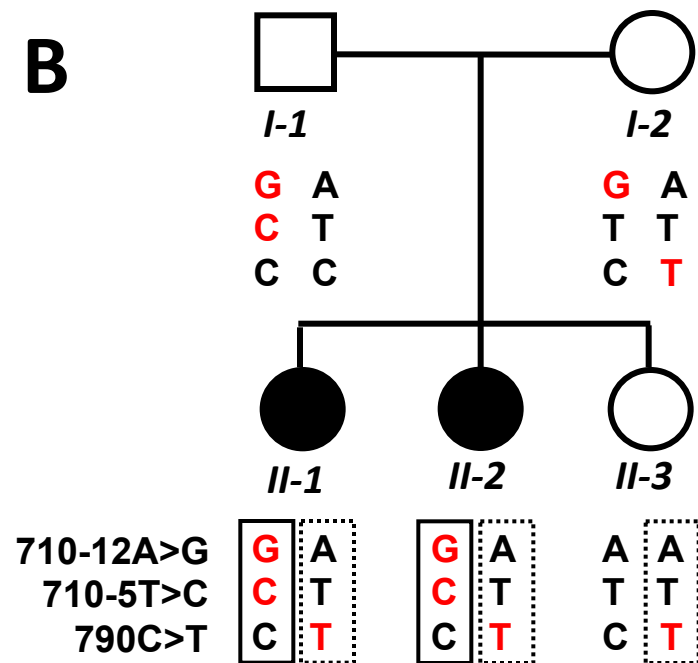 B
I-1 I-2
G A G A
C T T T
C C C T
II-1 II-2 II-3
710-12A>G G A G A A A
710-5T>C C T C T T T
790C>T C T C T C T